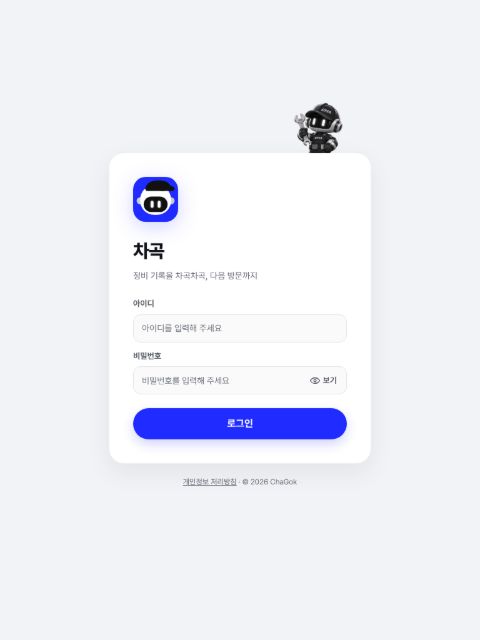 차곡
정비 기록을 차곡차곡, 다음 방문까지
아이디
아이디를 입력해 주세요
비밀번호
비밀번호를 입력해 주세요 보기
로그인
개인정보 처리방침 · © 2026 ChaGok